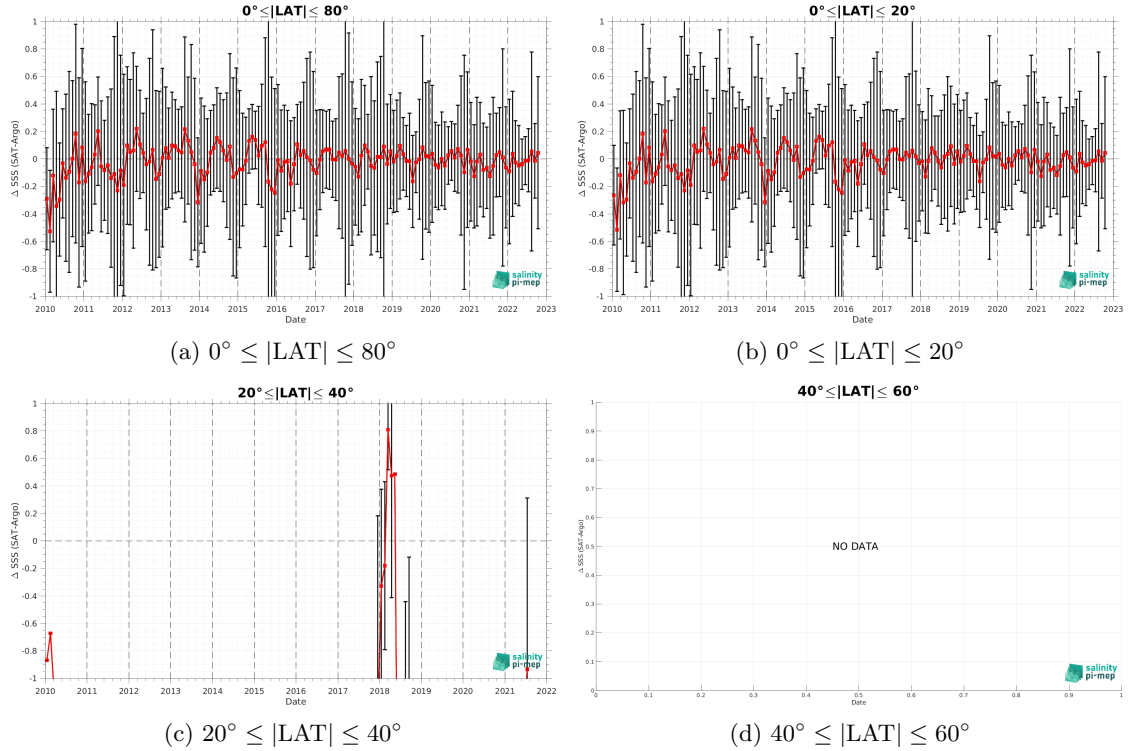 0°≤|LAT|≤ 80°
1
0.8
0.6
0.4
0.2
0
-0.2
-0.4
-0.6
-0.8
-1
Δ SSS (SAT-Argo)
2010 2011 2012 2013 2014 2015 2016 2017 2018 2019 2020 2021 2022 2023
Date
salinity
pi-mep
(a) 0° ≤ |LAT| ≤ 80°
0°≤|LAT|≤ 20°
1
0.8
0.6
0.4
0.2
0
-0.2
-0.4
-0.6
-0.8
-1
Δ SSS (SAT-Argo)
2010 2011 2012 2013 2014 2015 2016 2017 2018 2019 2020 2021 2022 2023
Date
salinity
pi-mep
(b) 0° ≤ |LAT| ≤ 20°
20°≤|LAT|≤ 40°
1
0.8
0.6
0.4
0.2
0
-0.2
-0.4
-0.6
-0.8
-1
Δ SSS (SAT-Argo)
2010 2011 2012 2013 2014 2015 2016 2017 2018 2019 2020 2021 2022
Date
salinity
pi-mep
(c) 20° ≤ |LAT| ≤ 40°
40°≤|LAT|≤ 60°
1
0.9
0.8
0.7
0.6
0.5
0.4
0.3
0.2
0.1
0
Δ SSS (SAT-Argo)
NO DATA
0 0.1 0.2 0.3 0.4 0.5 0.6 0.7 0.8 0.9 1
Date
salinity
pi-mep
(d) 40° ≤ |LAT| ≤ 60°